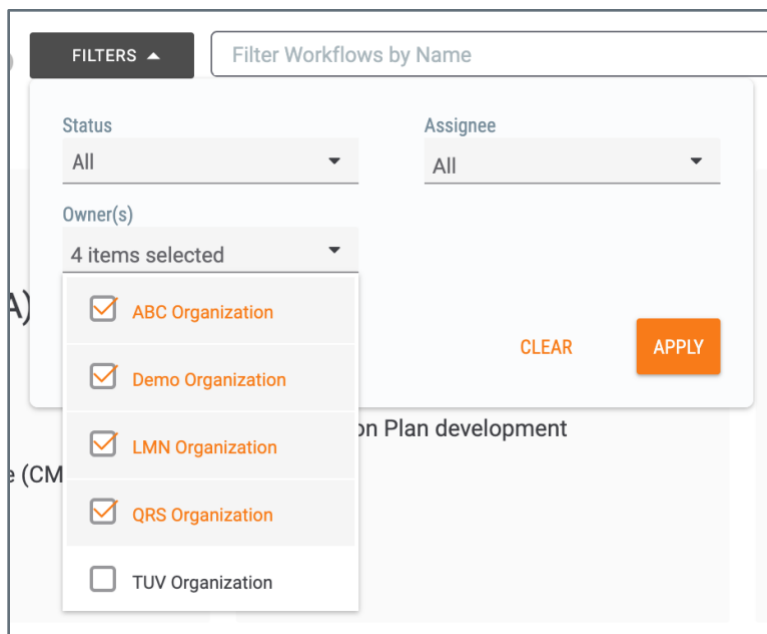 FILTERS
Filter Workflows by Name
Status
Assignee
All
All
Owner(s)
4 items selected
ABC Organization
Demo Organization
LMN Organization
QRS Organization
TUV Organization
CLEAR
APPLY
A)
on Plan development
e (CM